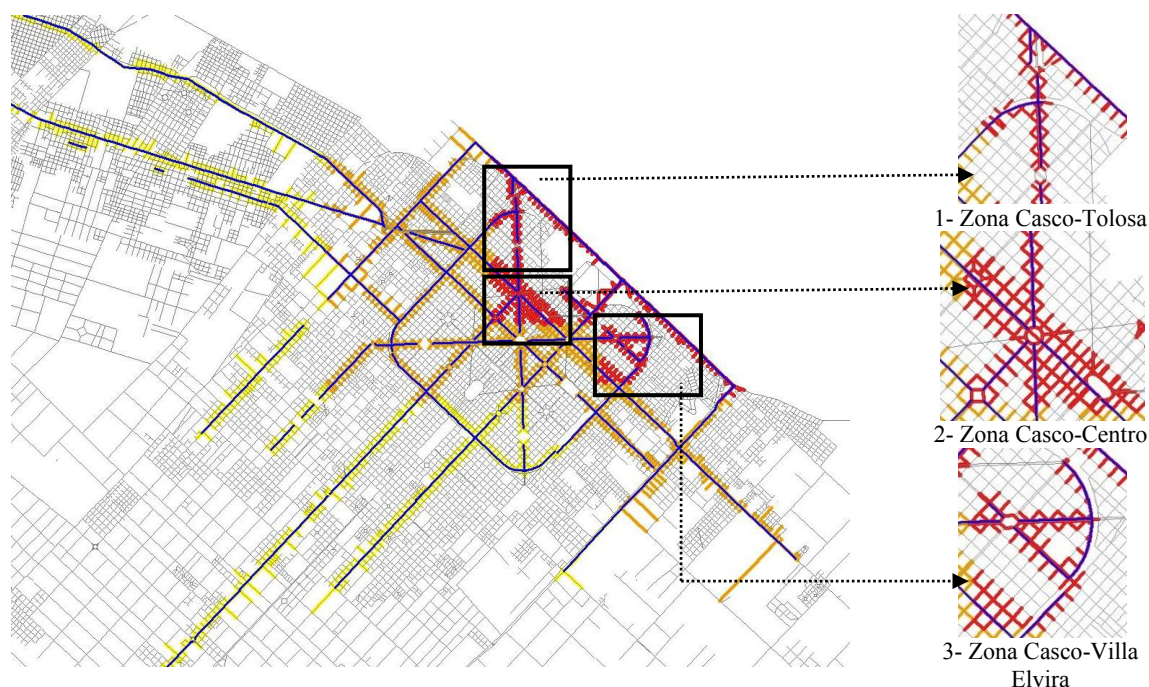 1- Zona Casco-Tolosa
2- Zona Casco-Centro
3- Zona Casco-Villa
Elvira